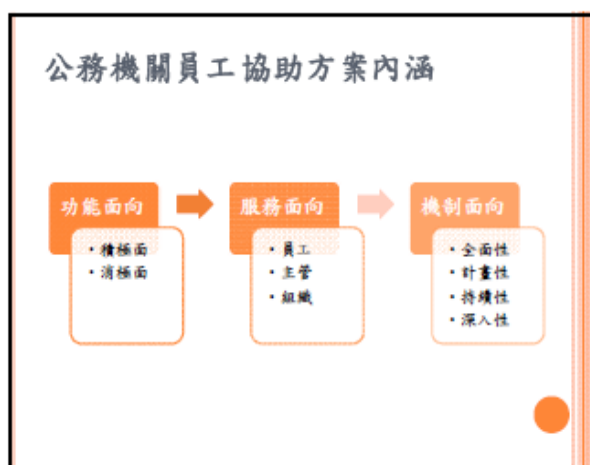 公務機關員工協助方案內涵
功能面向
・積極面
・消極面
服務面向
・員工
・主管
・組織
機制面向
・全面性
・計畫性
・持續性
・深入性